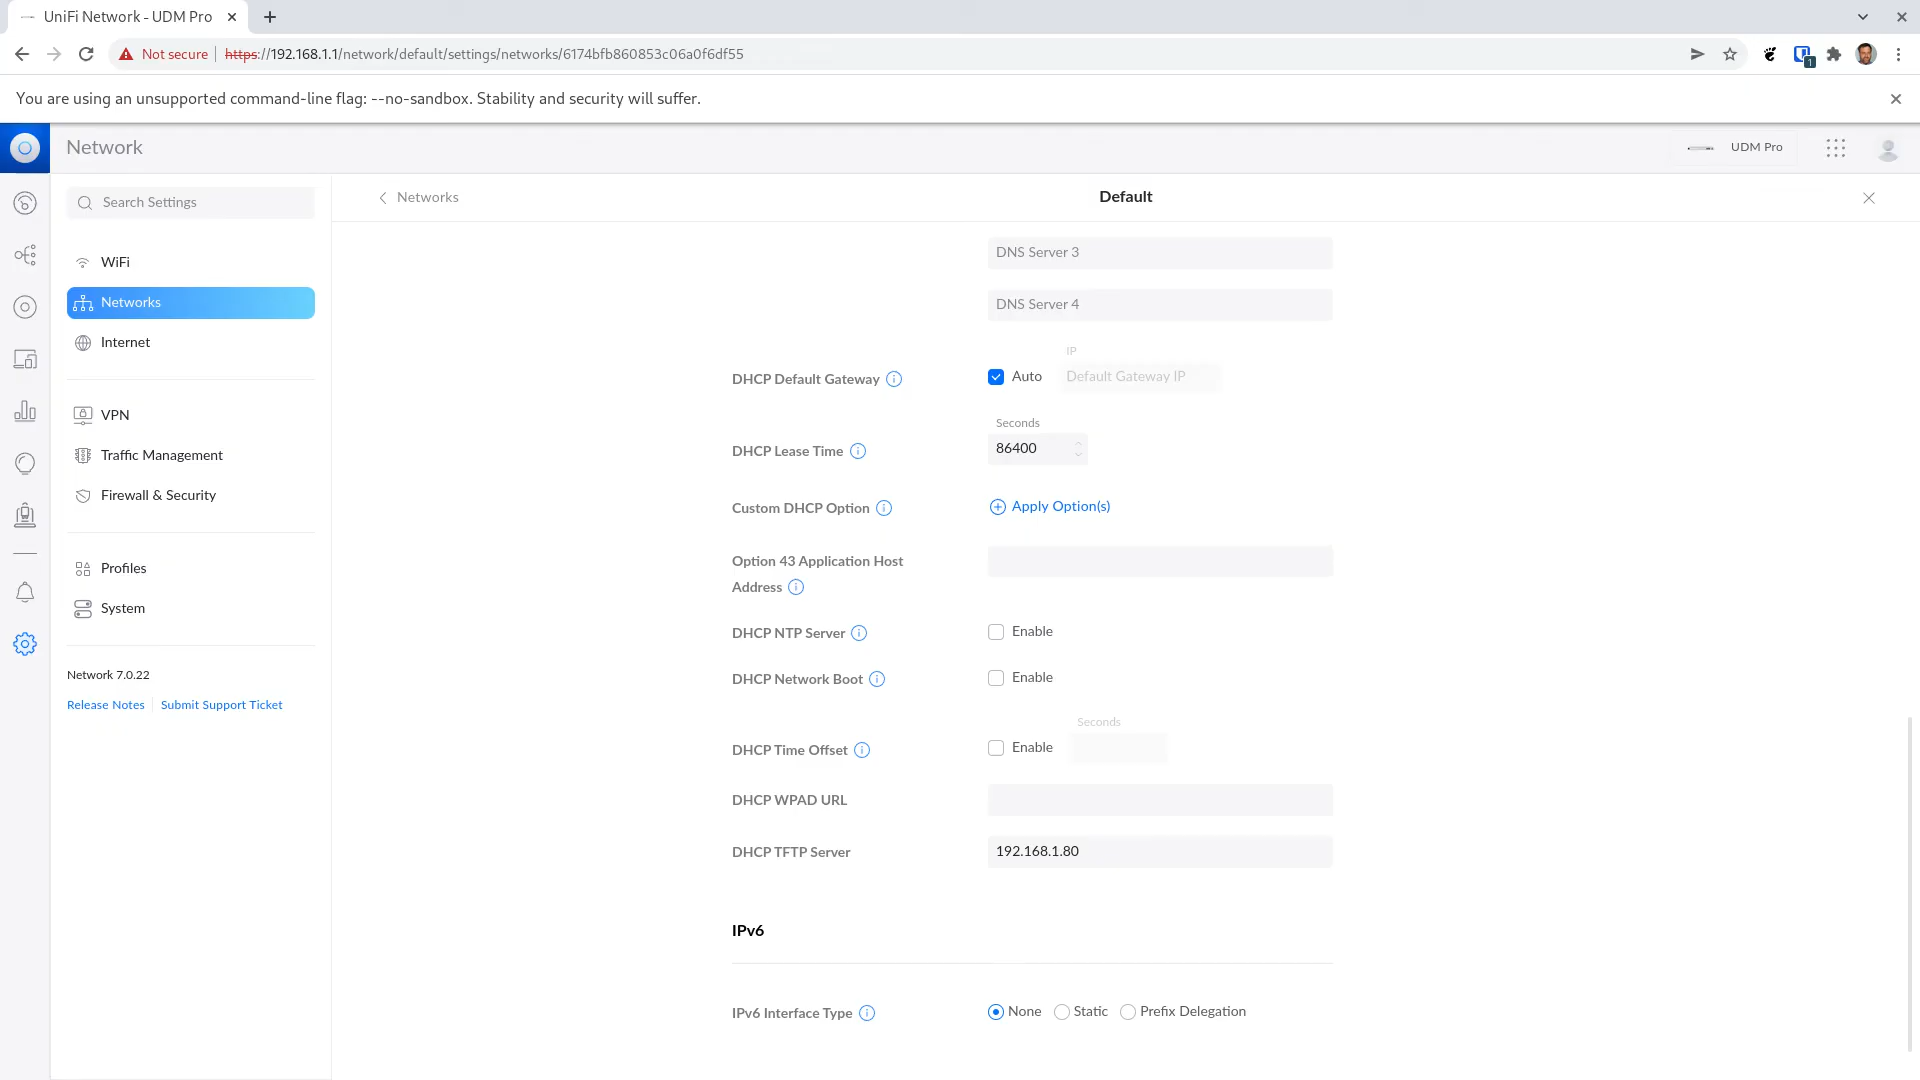 UniFi Network - UDM Pro
Not secure
https://192.168.1.1/network/default/settings/networks/6174bfb860853c06a0f6df55
1
You are using an unsupported command-line flag: --no-sandbox. Stability and security will suffer.
Network
UDM Pro
Search Settings
WiFi
Networks
Internet
VPN
Traffic Management
Firewall & Security
Profiles
System
Network 7.0.22
Release Notes
Submit Support Ticket
Networks
Default
DNS Server 3
DNS Server 4
IP
DHCP Default Gateway
Auto
Default Gateway IP
Seconds
DHCP Lease Time
86400
Custom DHCP Option
Apply Option(s)
Option 43 Application Host
Address
DHCP NTP Server
Enable
DHCP Network Boot
Enable
Seconds
DHCP Time Offset
Enable
DHCP WPAD URL
DHCP TFTP Server
192.168.1.80
IPv6
IPv6 Interface Type
None
Static
Prefix Delegation